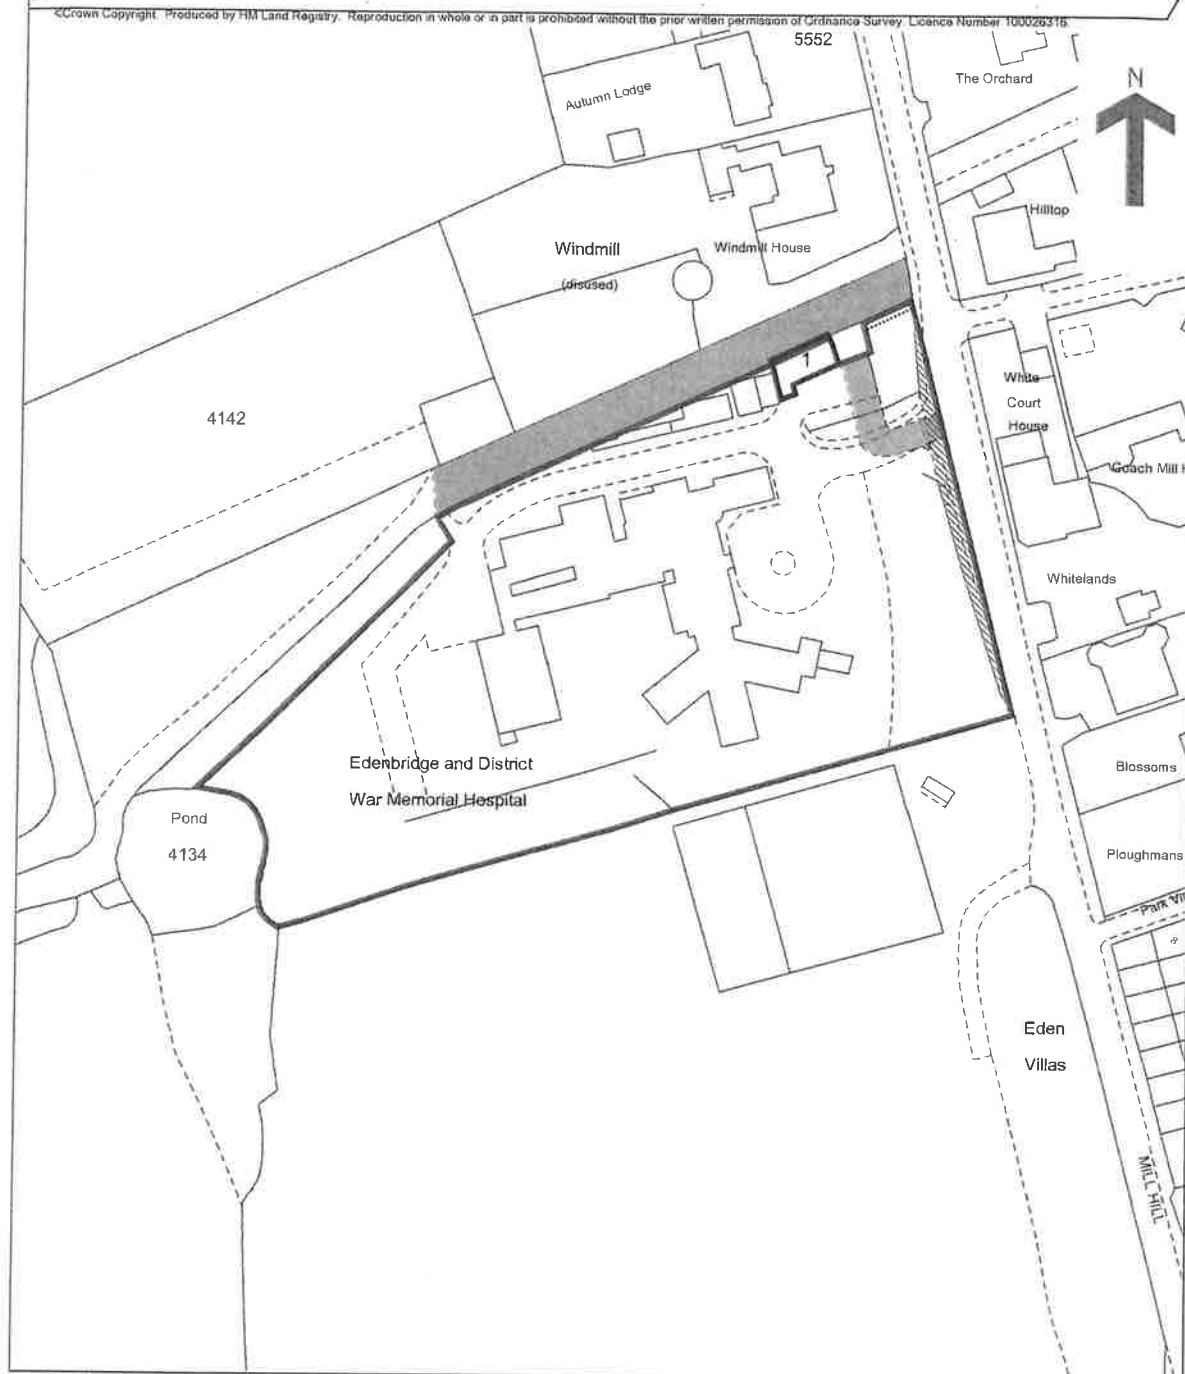 ©Crown Copyright. Produced by HM Land Registry. Reproduction in whole or in part is prohibited without the prior written permission of Ordnance Survey. Licence Number 100026316.
5552
The Orchard
N
Autumn Lodge
Hilltop
Windmill
(disused)
Windmill House
1
White
Court
House
4142
Coach Mill H
Whitelands
Edenbridge and District
War Memorial Hospital
Blossoms
Pond
4134
Ploughmans
Park Vi
Eden
Villas
MILL HILL